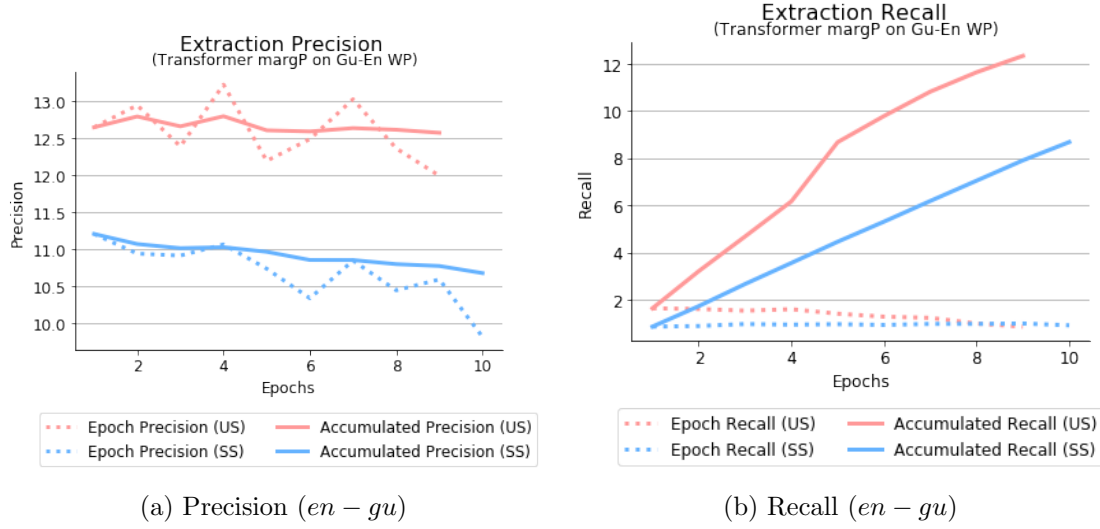 Extraction Precision
(Transformer margP on Gu-En WP)
Precision
13.0
12.5
12.0
11.5
11.0
10.5
10.0
2 4 6 8 10
Epochs
Epoch Precision (US) Accumulated Precision (US)
Epoch Precision (SS) Accumulated Precision (SS)
(a) Precision (en − gu)
Extraction Recall
(Transformer margP on Gu-En WP)
Recall
12
10
8
6
4
2
2 4 6 8 10
Epochs
Epoch Recall (US) Accumulated Recall (US)
Epoch Recall (SS) Accumulated Recall (SS)
(b) Recall (en − gu)